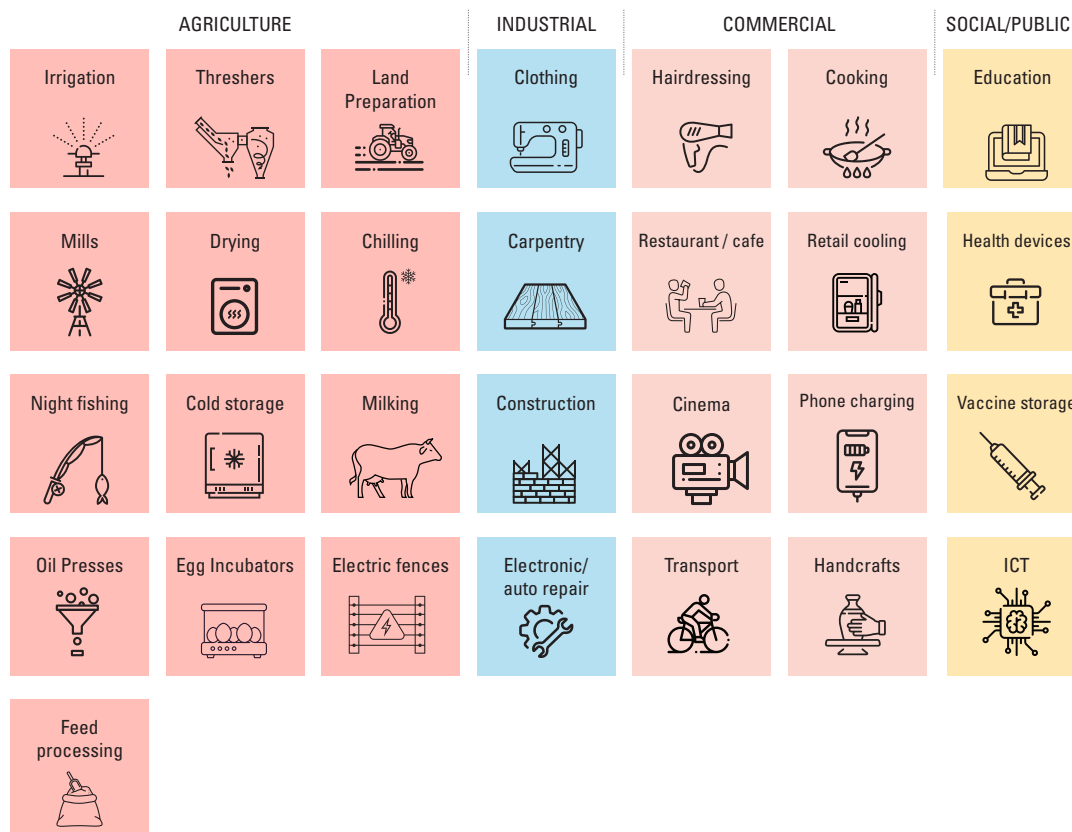 AGRICULTURE
INDUSTRIAL
COMMERCIAL
SOCIAL/PUBLIC
Irrigation
Threshers
Land
Preparation
Clothing
Hairdressing
Cooking
Education
Mills
Drying
Chilling
Carpentry
Restaurant / cafe
Retail cooling
Health devices
Night fishing
Cold storage
Milking
Construction
Cinema
Phone charging
Vaccine storage
Oil Presses
Egg Incubators
Electric fences
Electronic/
auto repair
Transport
Handcrafts
ICT
Feed
processing